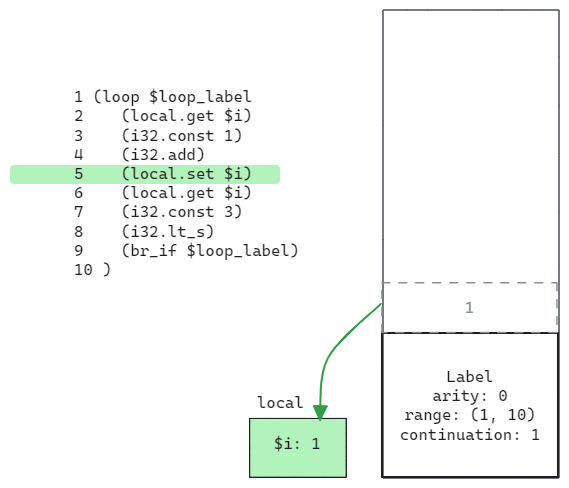 1 (loop $loop_label
2    (local.get $i)
3    (i32.const 1)
4    (i32.add)
5    (local.set $i)
6    (local.get $i)
7    (i32.const 3)
8    (i32.lt_s)
9    (br_if $loop_label)
10 )
1
Label
arity: 0
range: (1, 10)
continuation: 1
local
$i: 1